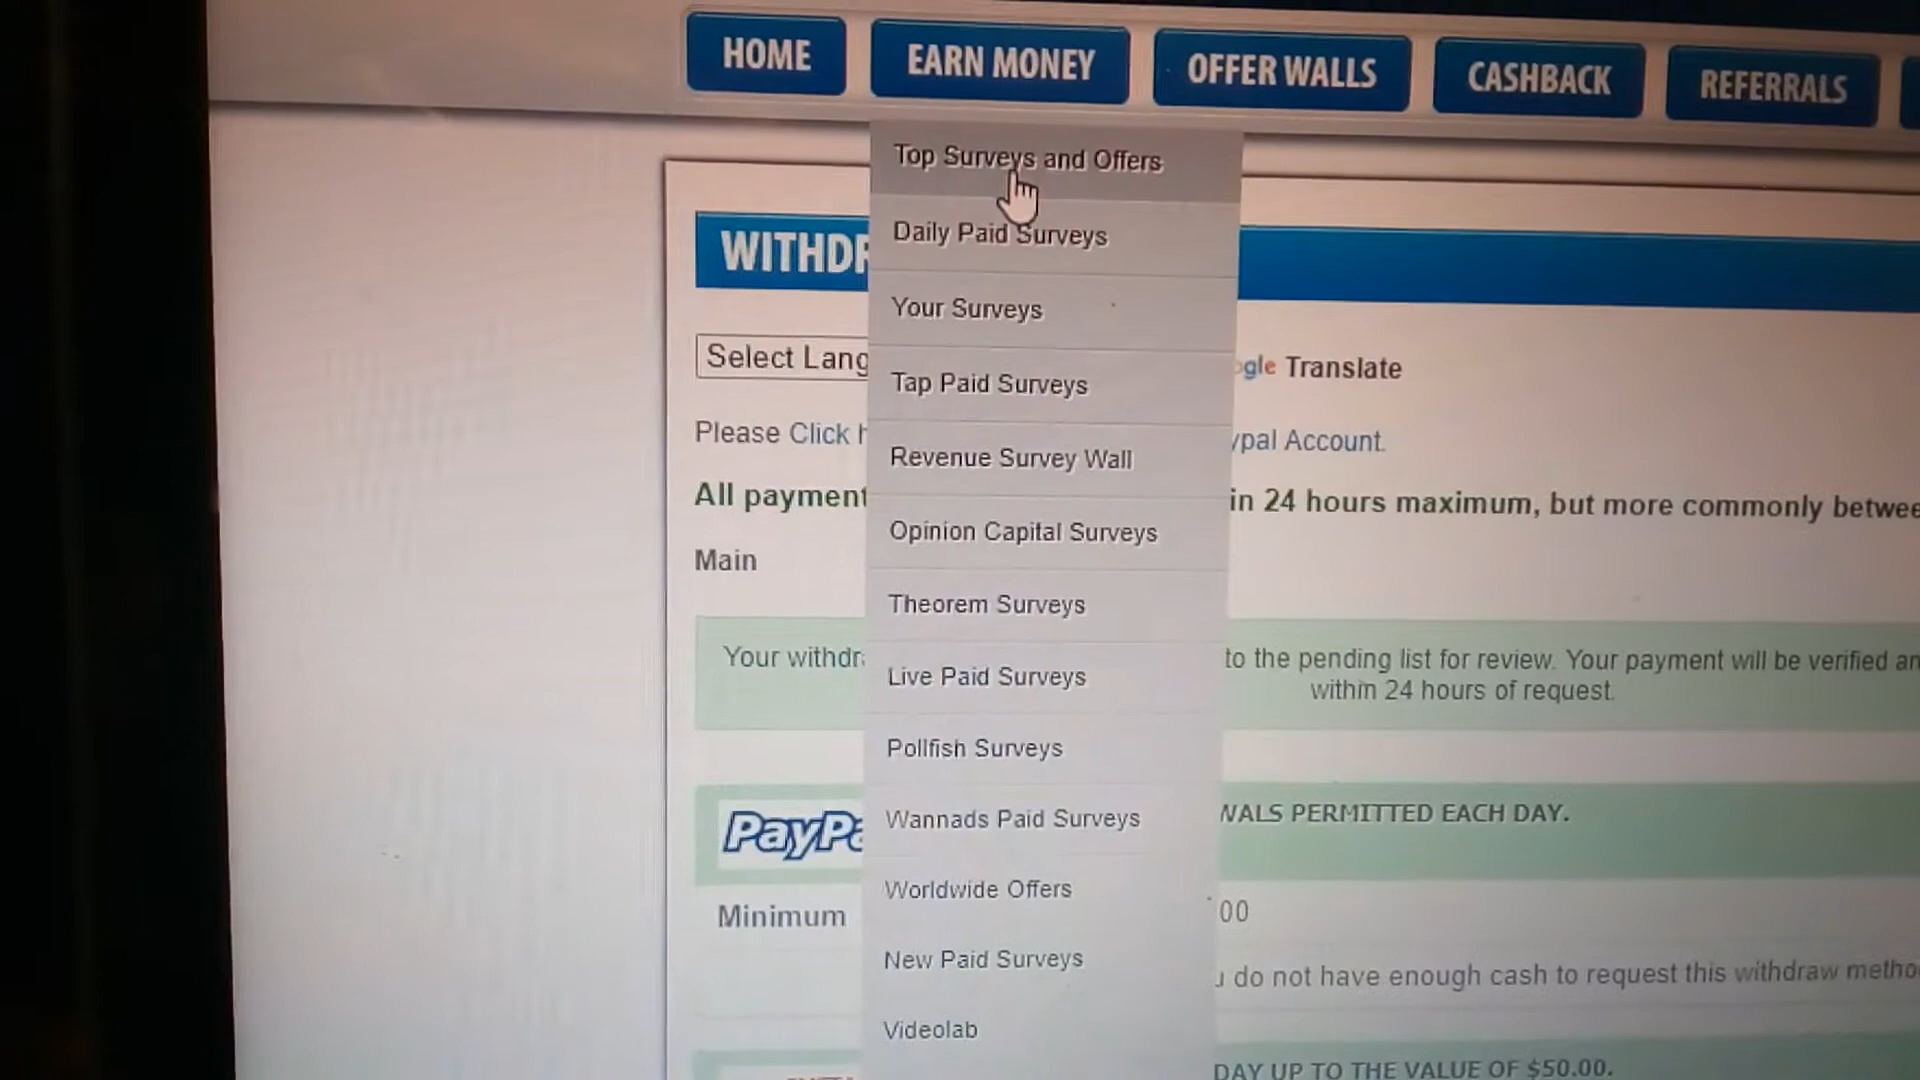 HOME
EARN MONEY
OFFER WALLS
CASHBACK
REFERRALS
Top Surveys and Offers
Daily Paid Surveys
Your Surveys
Tap Paid Surveys
Revenue Survey Wall
Opinion Capital Surveys
Theorem Surveys
Live Paid Surveys
Pollfish Surveys
Wannads Paid Surveys
Worldwide Offers
New Paid Surveys
Videolab
WITHDR
Select Lang
gle Translate
Please Click h
ypal Account.
All payment
in 24 hours maximum, but more commonly betwee
Main
Your withdr
to the pending list for review. Your payment will be verified an
within 24 hours of request.
PayPa
WALS PERMITTED EACH DAY.
Minimum
00
u do not have enough cash to request this withdraw metho
DAY UP TO THE VALUE OF $50.00.